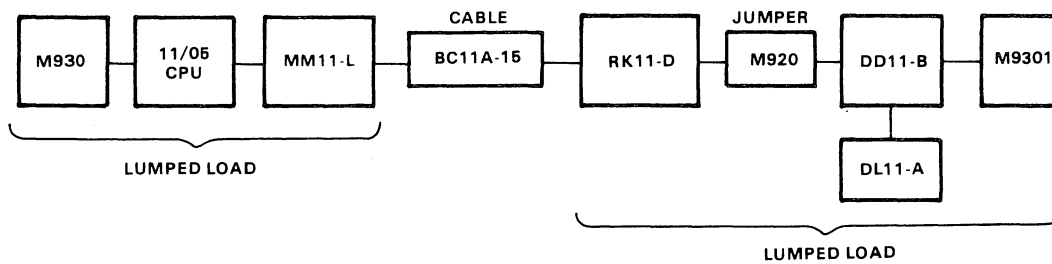 CABLE
JUMPER
M930
11/05
CPU
MM11-L
BC11A-15
RK11-D
M920
DD11-B
M9301
DL11-A
LUMPED LOAD
LUMPED LOAD